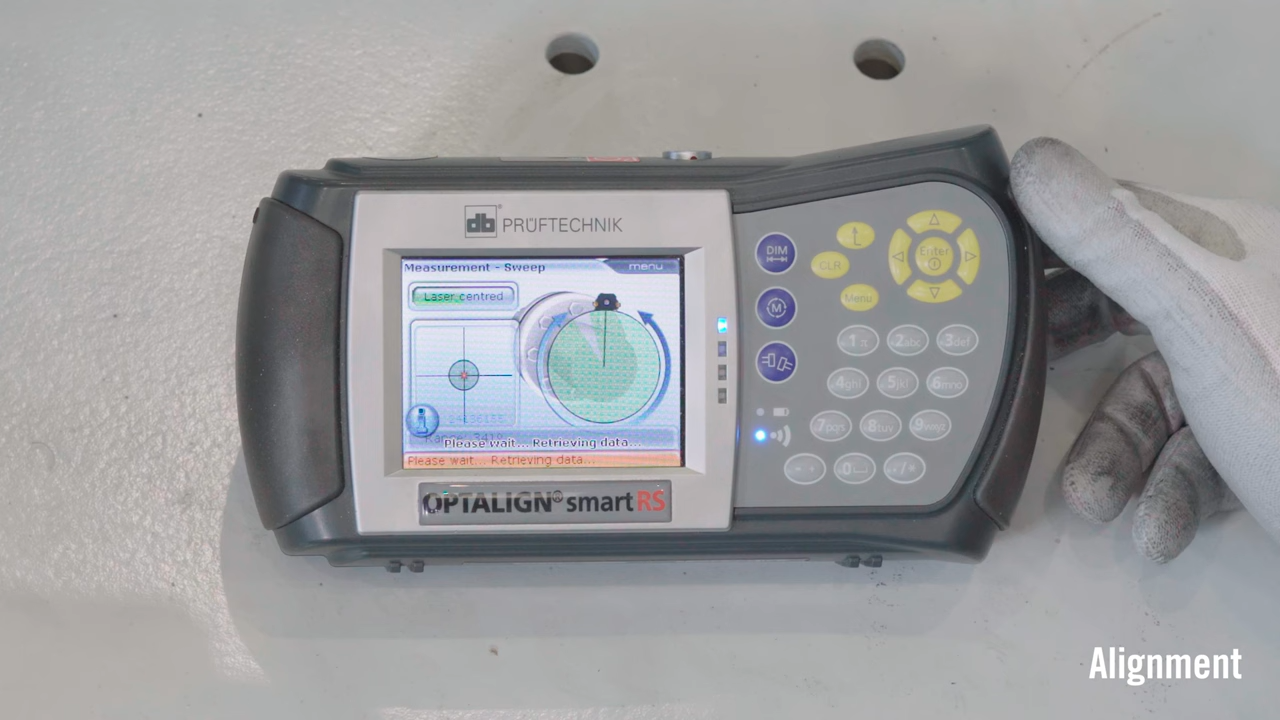 db® PRÜFTECHNIK
Measurement - Sweep
menu
Laser centred
Please wait... Retrieving data...
Please wait... Retrieving data...
OPTALIGN® smart RS
DIM
M
CLR
Menu
Enter
1
2abc
3def
4ghi
5jkl
6mno
7pqrs
8tuv
9wxyz
0
Alignment